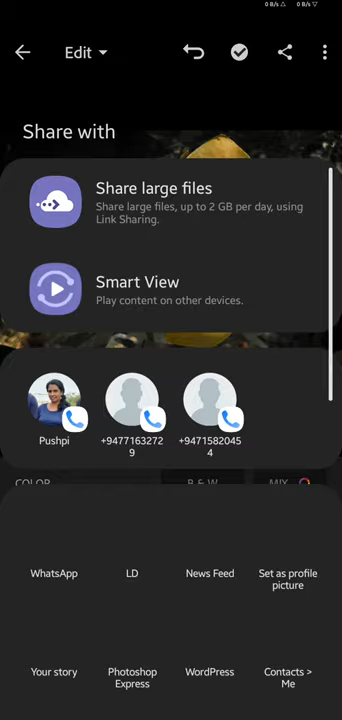 0 B/s △ 0 B/s ▽
Edit
Share with
Share large files
Share large files, up to 2 GB per day, using
Link Sharing.
Smart View
Play content on other devices.
Pushpi
+9477163272
9
+9471582045
4
COLOR
B & W
MIX
WhatsApp
LD
News Feed
Set as profile
picture
Your story
Photoshop
Express
WordPress
Contacts >
Me